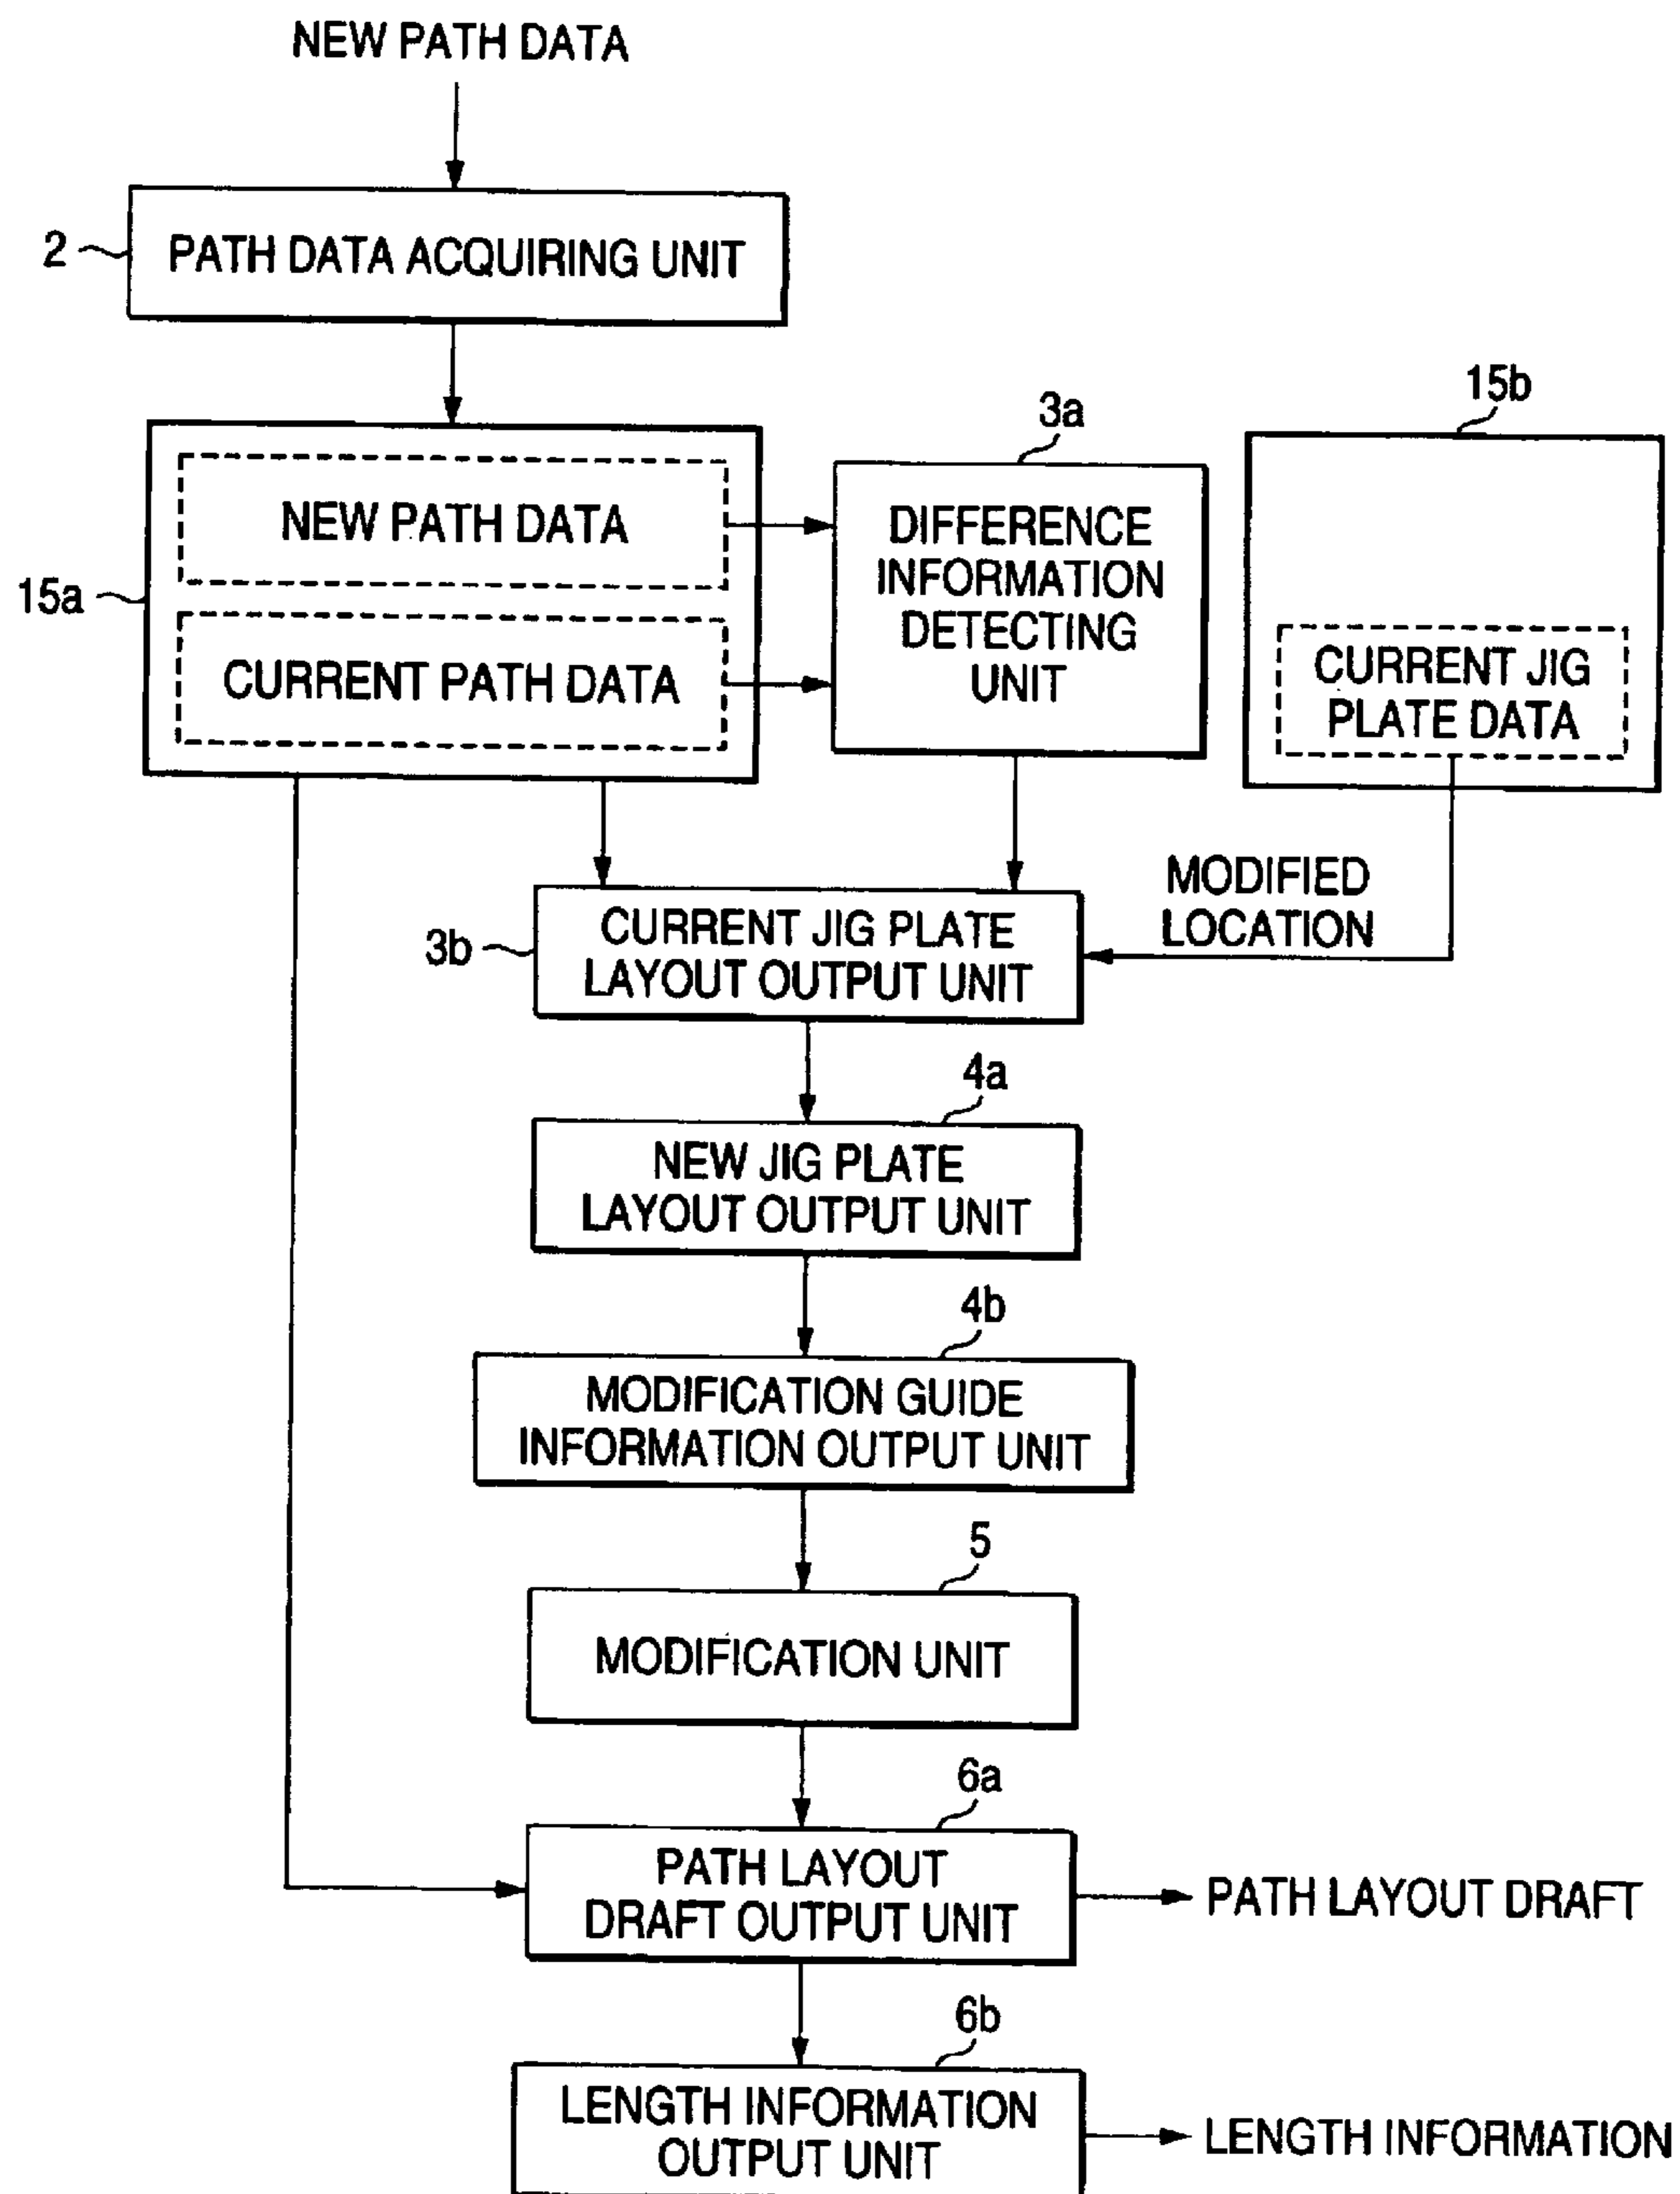 NEW PATH DATA
2
PATH DATA ACQUIRING UNIT
15a
NEW PATH DATA
CURRENT PATH DATA
3a
DIFFERENCE
INFORMATION
DETECTING
UNIT
15b
CURRENT JIG
PLATE DATA
MODIFIED
LOCATION
3b
CURRENT JIG PLATE
LAYOUT OUTPUT UNIT
4a
NEW JIG PLATE
LAYOUT OUTPUT UNIT
4b
MODIFICATION GUIDE
INFORMATION OUTPUT UNIT
5
MODIFICATION UNIT
6a
PATH LAYOUT
DRAFT OUTPUT UNIT
PATH LAYOUT DRAFT
6b
LENGTH INFORMATION
OUTPUT UNIT
LENGTH INFORMATION